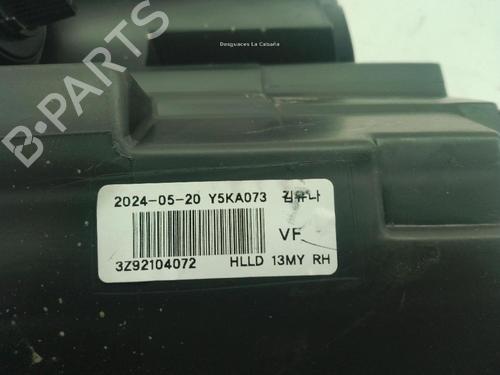 Desguaces La Cabaña
B-PARTS
2024-05-20 Y5KA073 김유나
VF
3Z92104072 HLLD 13MY RH